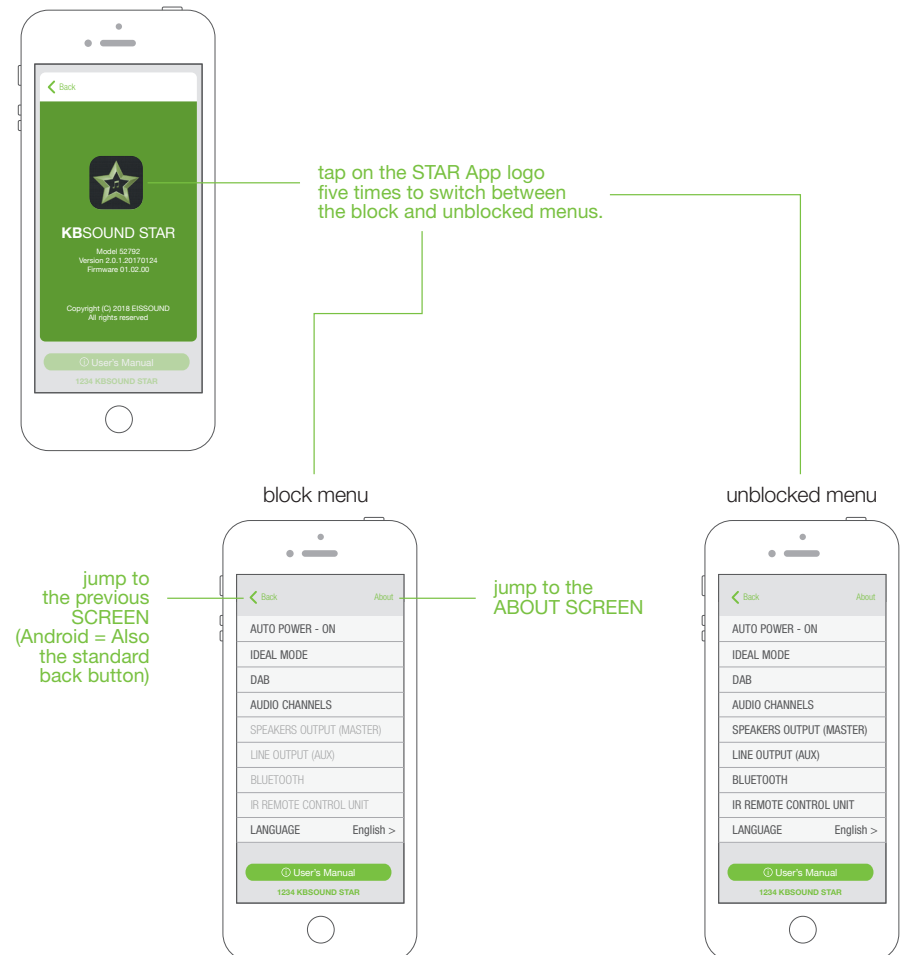 Back
KBSOUND STAR
Model 52792
Version 2.0.1.20170124
Firmware 01.02.00
Copyright (C) 2018 EISSOUND
All rights reserved
User's Manual
1234 KBSOUND STAR
tap on the STAR App logo
five times to switch between
the block and unblocked menus.
block menu
jump to
the previous
SCREEN
(Android = Also
the standard
back button)
Back About
AUTO POWER - ON
IDEAL MODE
DAB
AUDIO CHANNELS
SPEAKERS OUTPUT (MASTER)
LINE OUTPUT (AUX)
BLUETOOTH
IR REMOTE CONTROL UNIT
LANGUAGE English >
User's Manual
1234 KBSOUND STAR
jump to the
ABOUT SCREEN
unblocked menu
Back About
AUTO POWER - ON
IDEAL MODE
DAB
AUDIO CHANNELS
SPEAKERS OUTPUT (MASTER)
LINE OUTPUT (AUX)
BLUETOOTH
IR REMOTE CONTROL UNIT
LANGUAGE English >
User's Manual
1234 KBSOUND STAR